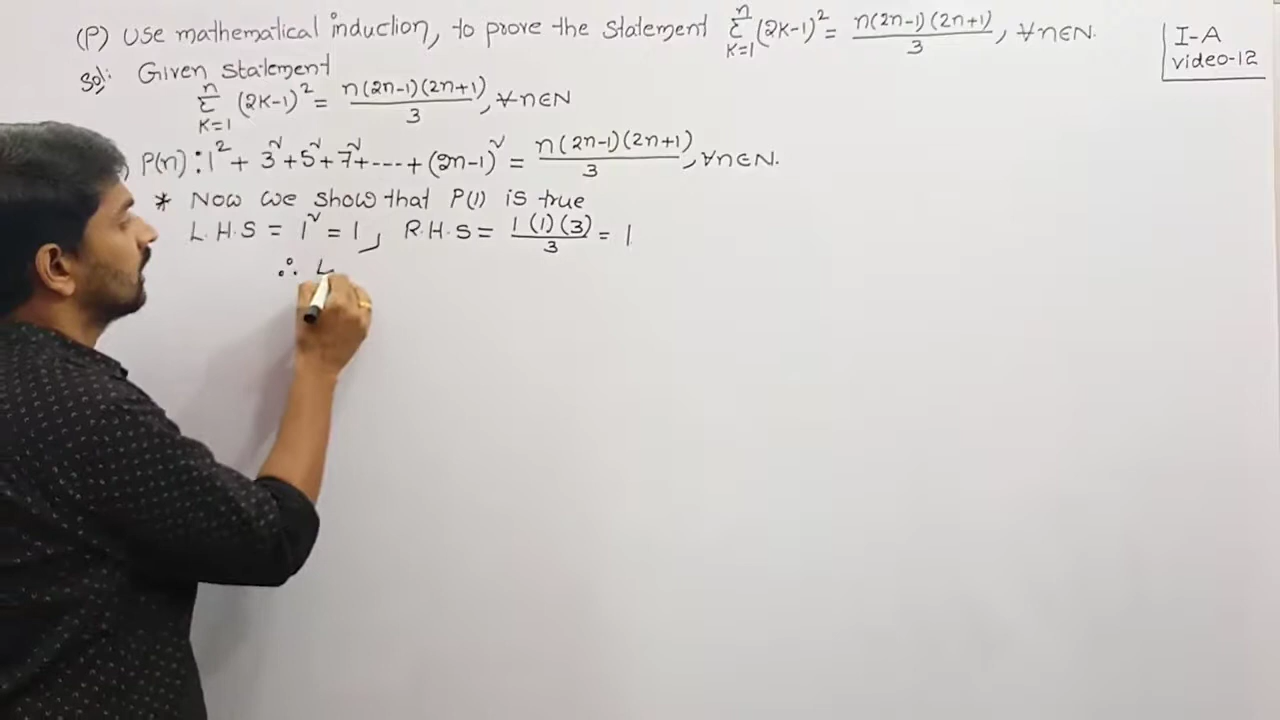 (P) Use mathematical induction, to prove the statement n Σ K=1 (2K-1)² = n(2n-1)(2n+1) / 3, ∀n∈N.
I-A
video-12
Sol: Given statement
n Σ K=1 (2K-1)² = n(2n-1)(2n+1) / 3, ∀n∈N
P(n): 1² + 3² + 5² + 7² + ---- + (2n-1)² = n(2n-1)(2n+1) / 3, ∀n∈N.
* Now we show that P(1) is true
L.H.S = 1² = 1, R.H.S = 1(1)(3) / 3 = 1
∴ L